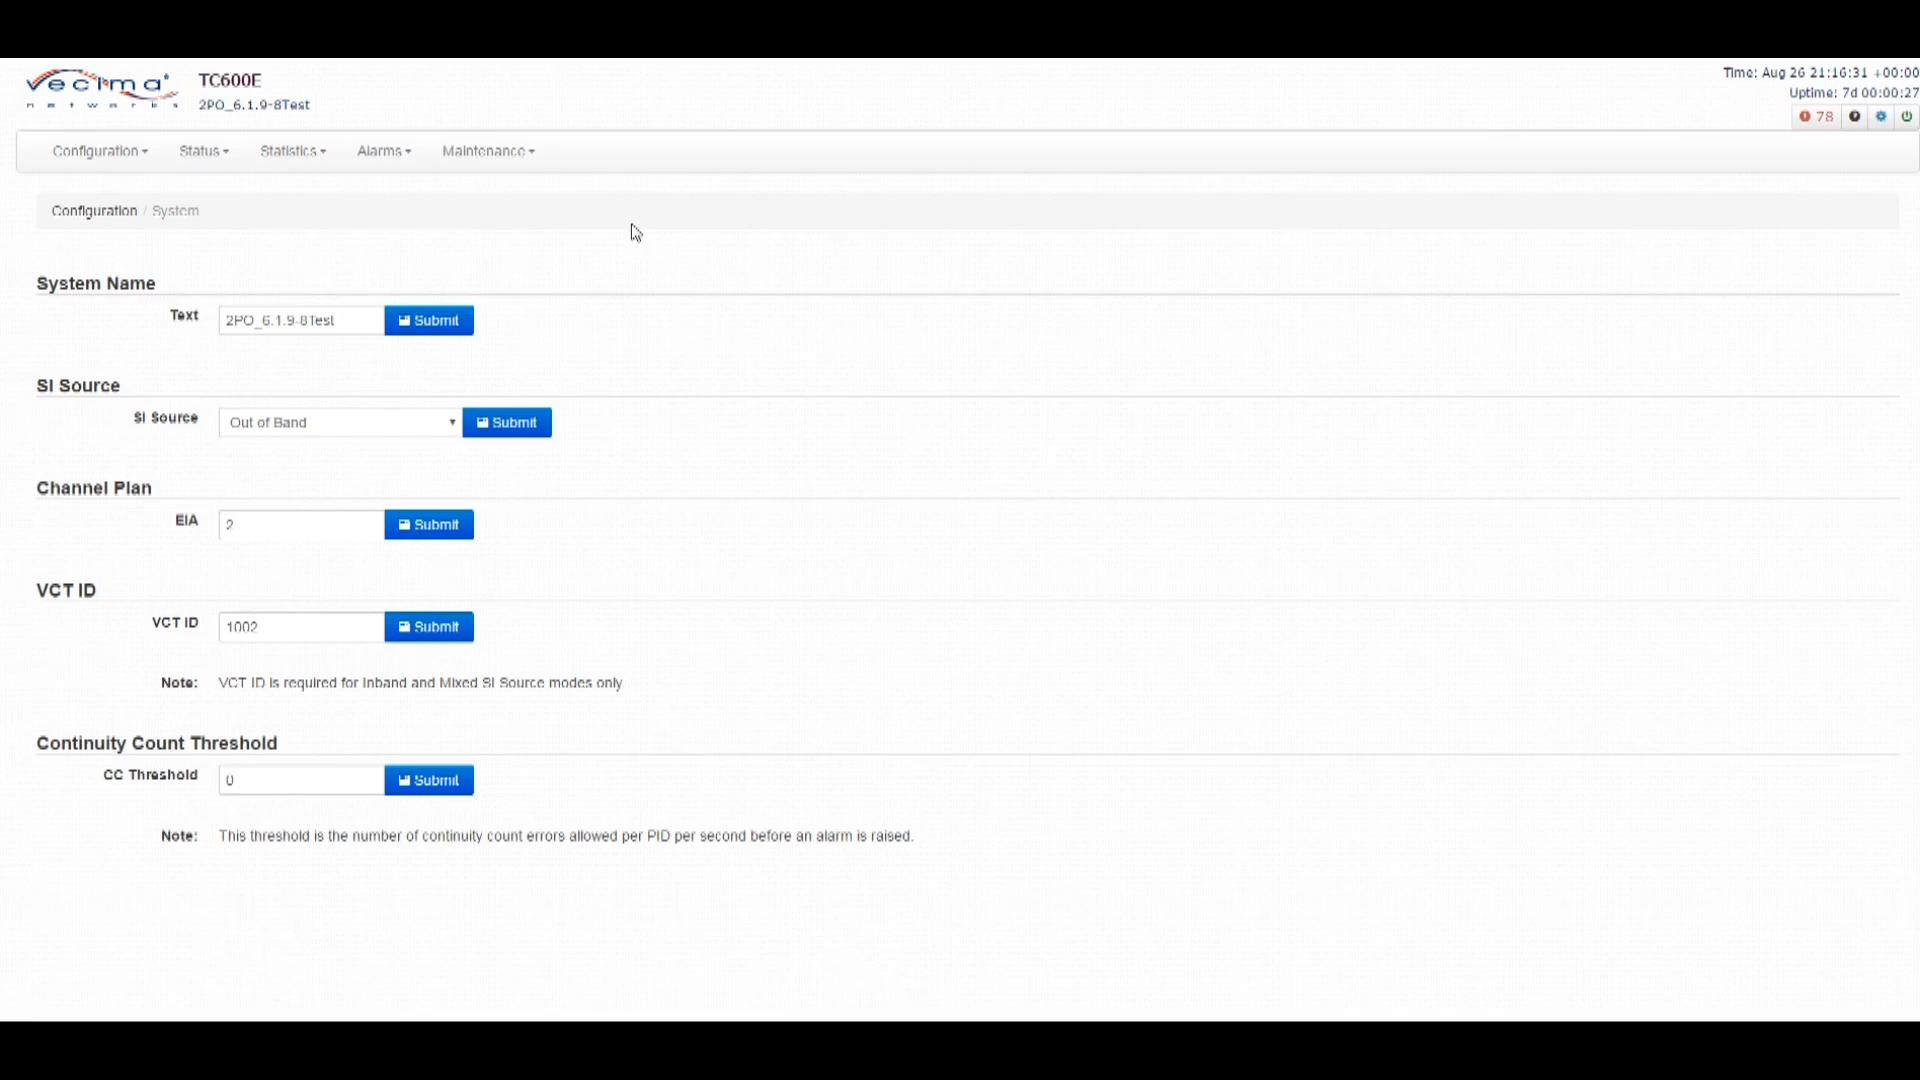 vecima networks
TC600E
2PO_6.1.9-8Test
Time: Aug 26 21:16:31 +00:00
Uptime: 7d 00:00:27
78
Configuration Status Statistics Alarms Maintenance
Configuration / System
System Name
Text 2PO_6.1.9-8Test Submit
SI Source
SI Source Out of Band Submit
Channel Plan
EIA 2 Submit
VCT ID
VCT ID 1002 Submit
Note: VCT ID is required for Inband and Mixed SI Source modes only
Continuity Count Threshold
CC Threshold 0 Submit
Note: This threshold is the number of continuity count errors allowed per PID per second before an alarm is raised.